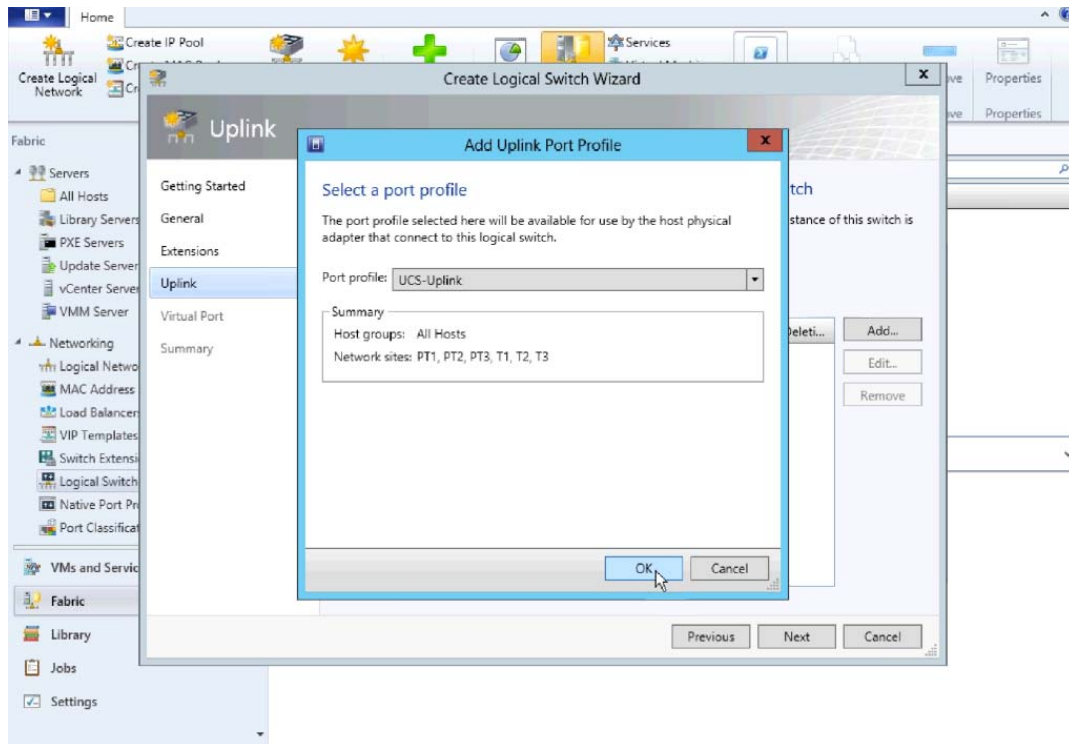 Home
Create IP Pool
Services
Create Logical Network
Properties
Properties
Create Logical Switch Wizard
x
Uplink
Add Uplink Port Profile
x
Fabric
Servers
All Hosts
Library Servers
PXE Servers
Update Server
vCenter Server
VMM Server
Networking
Logical Netwo
MAC Address
Load Balancer
VIP Templates
Switch Extensi
Logical Switch
Native Port Pr
Port Classificat
VMs and Servic
Fabric
Library
Jobs
Settings
Getting Started
General
Extensions
Uplink
Virtual Port
Summary
Select a port profile
The port profile selected here will be available for use by the host physical
adapter that connect to this logical switch.
Port profile: UCS-Uplink
Summary
Host groups: All Hosts
Network sites: PT1, PT2, PT3, T1, T2, T3
OK
Cancel
tch
stance of this switch is
Deleti...
Add...
Edit...
Remove
Previous
Next
Cancel